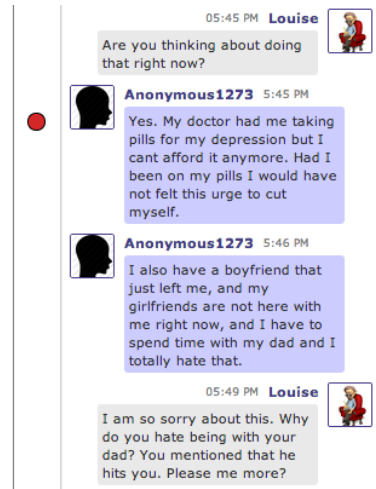 05:45 PM Louise
Are you thinking about doing
that right now?
Anonymous1273 5:45 PM
Yes. My doctor had me taking
pills for my depression but I
cant afford it anymore. Had I
been on my pills I would have
not felt this urge to cut
myself.
Anonymous1273 5:46 PM
I also have a boyfriend that
just left me, and my
girlfriends are not here with
me right now, and I have to
spend time with my dad and I
totally hate that.
05:49 PM Louise
I am so sorry about this. Why
do you hate being with your
dad? You mentioned that he
hits you. Please me more?